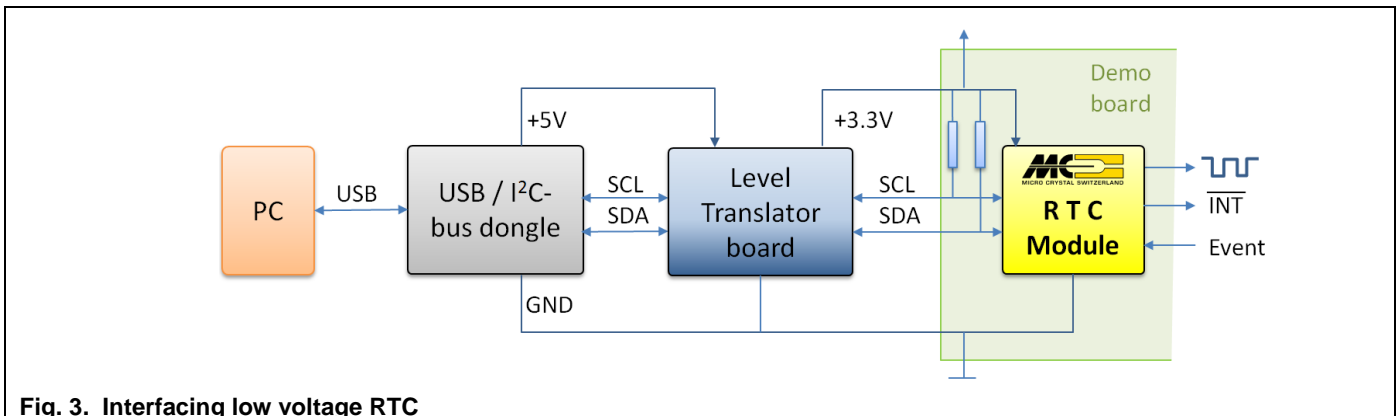 Demo
board
+5V
+3.3V
PC
USB
USB / I²C-
bus dongle
SCL
SDA
Level
Translator
board
SCL
SDA
MC
MICRO CRYSTAL SWITZERLAND
R T C
Module
INT
Event
GND
Fig. 3. Interfacing low voltage RTC